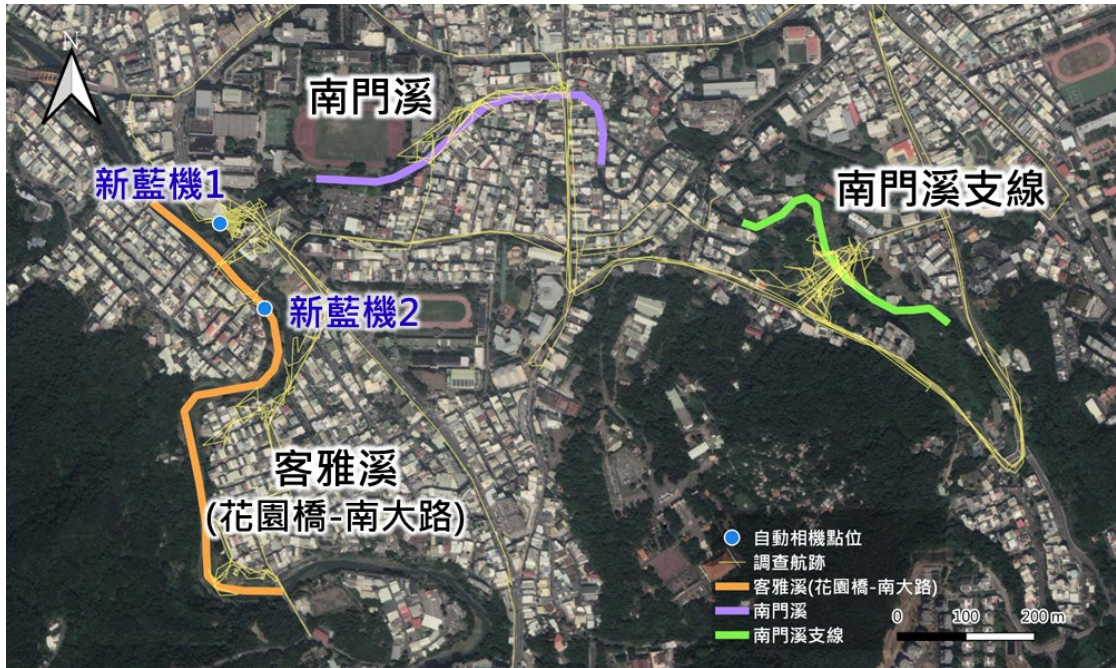 N
南門溪
新藍機1
南門溪支線
新藍機2
客雅溪
(花園橋-南大路)
自動相機點位
調查航跡
客雅溪(花園橋-南大路)
南門溪
南門溪支線
0 100 200 m